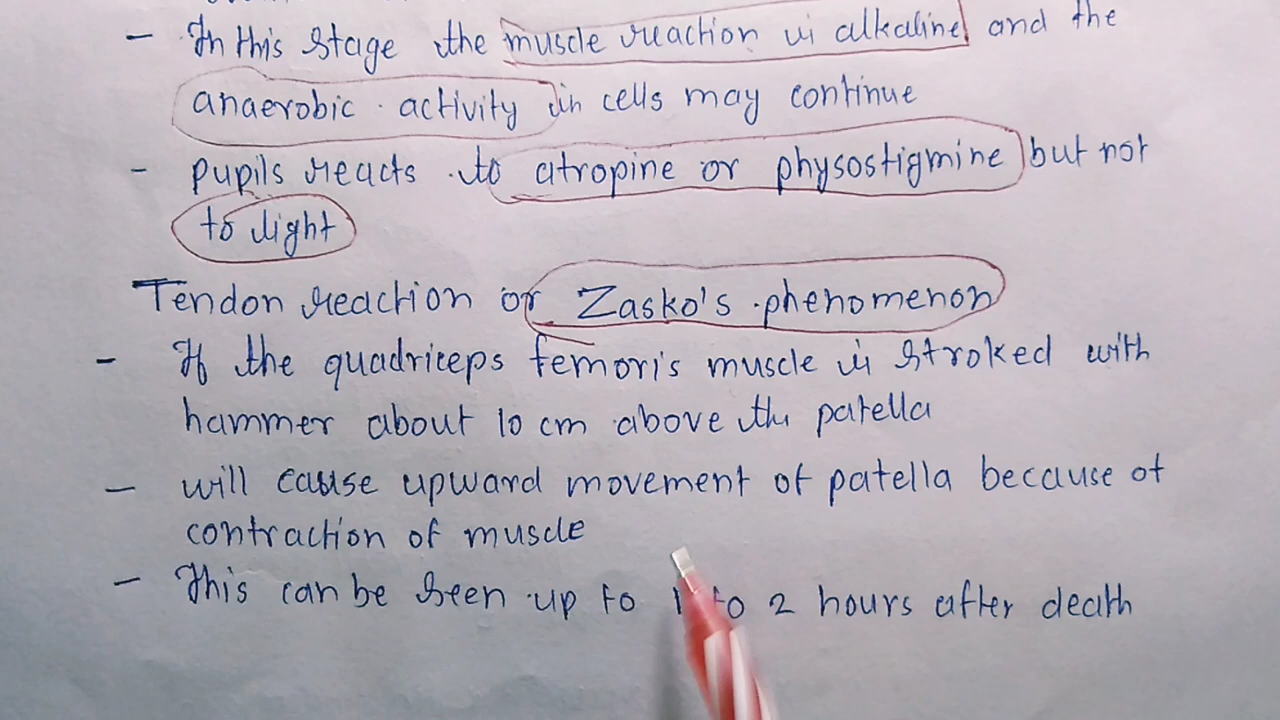 - In this stage the muscle reaction is alkaline and the
anaerobic activity in cells may continue
- pupils reacts to atropine or physostigmine but not
to light
Tendon reaction or Zasko's phenomenon
- If the quadriceps femoris muscle is stroked with
hammer about 10 cm above the patella
- will cause upward movement of patella because of
contraction of muscle
- This can be seen up to 1 to 2 hours after death